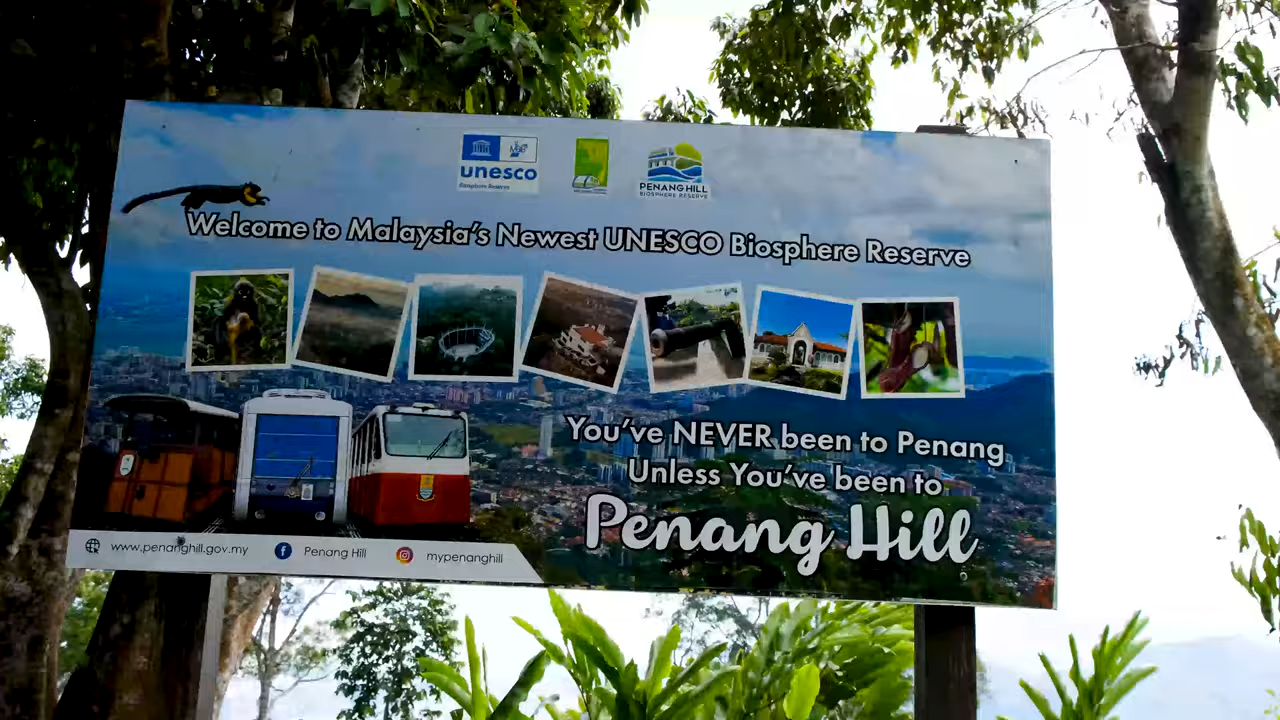 unesco
Biosphere Reserve
PENANG HILL
BIOSPHERE RESERVE
Welcome to Malaysia's Newest UNESCO Biosphere Reserve
You've NEVER been to Penang
Unless You've been to
Penang Hill
www.penanghill.gov.my
Penang Hill
mypenanghill